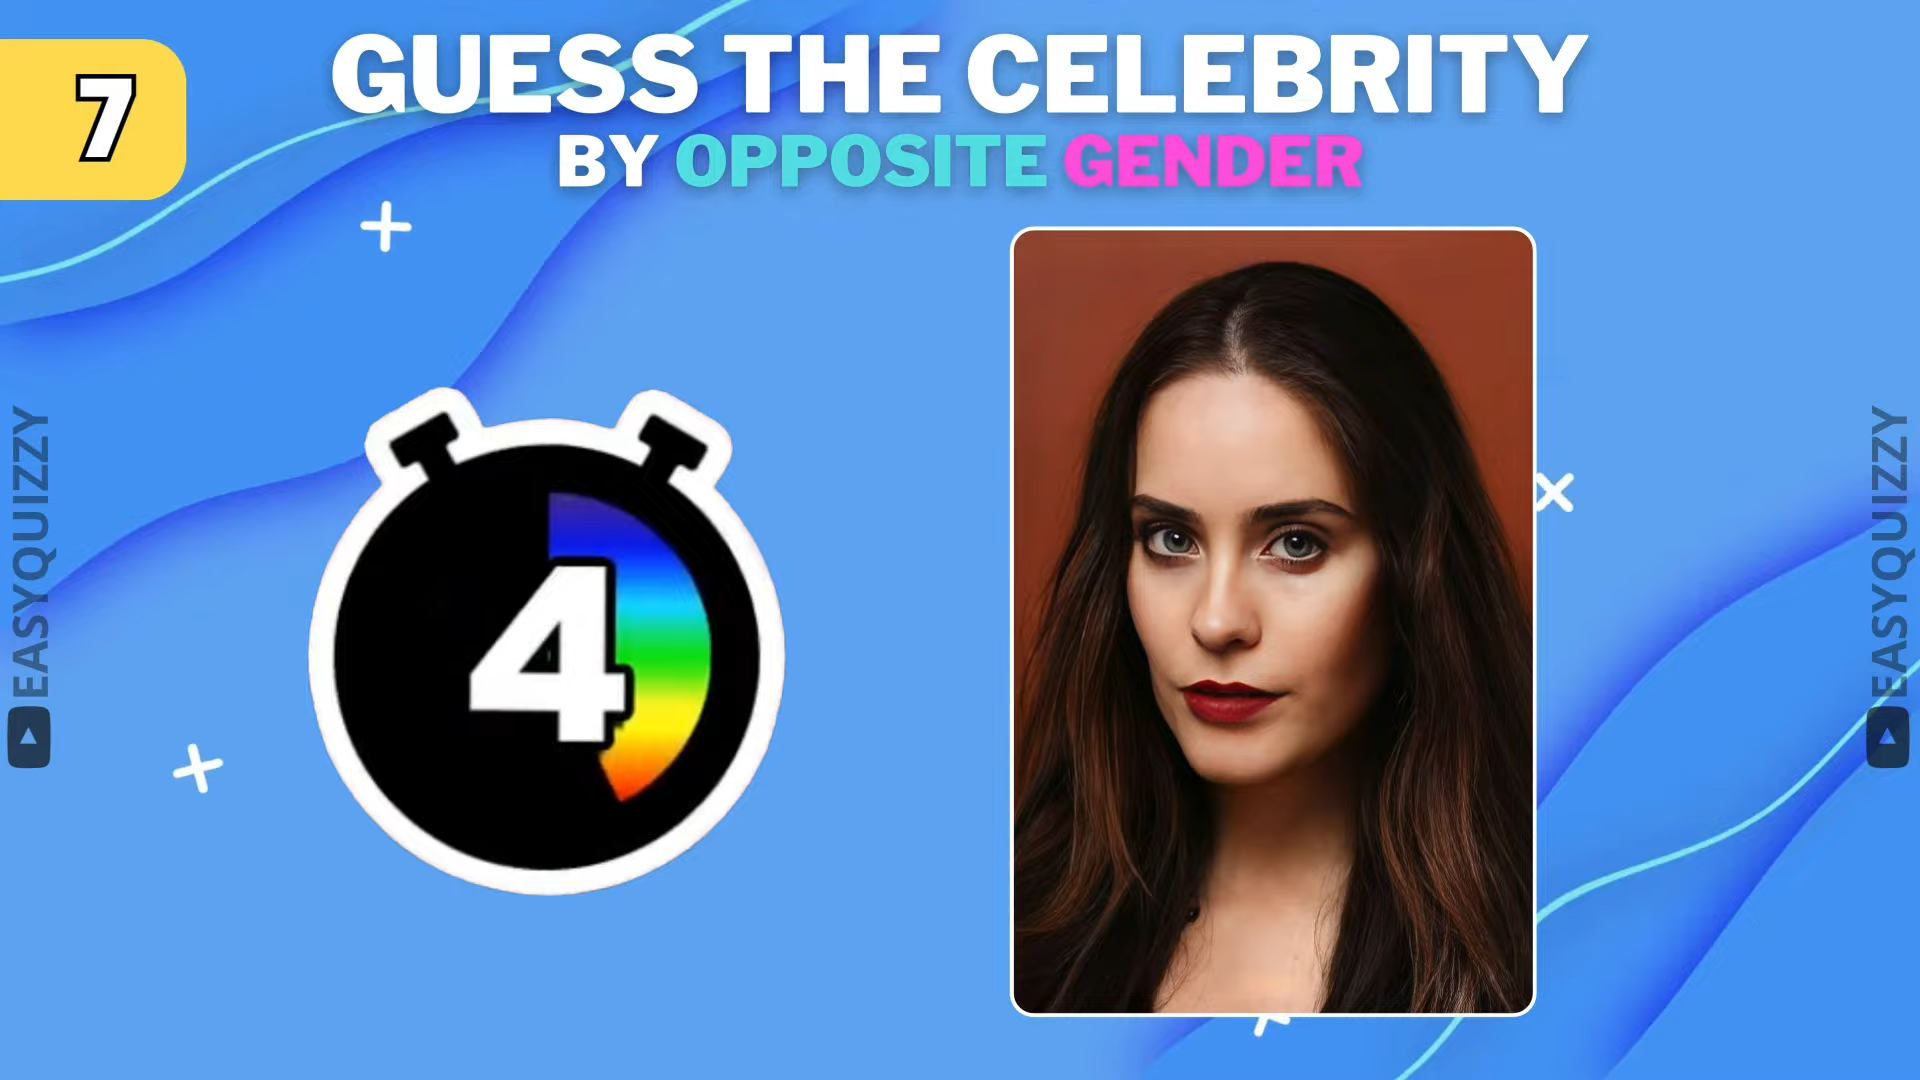 7
GUESS THE CELEBRITY
BY OPPOSITE GENDER
4
EASYQUIZZY
EASYQUIZZY